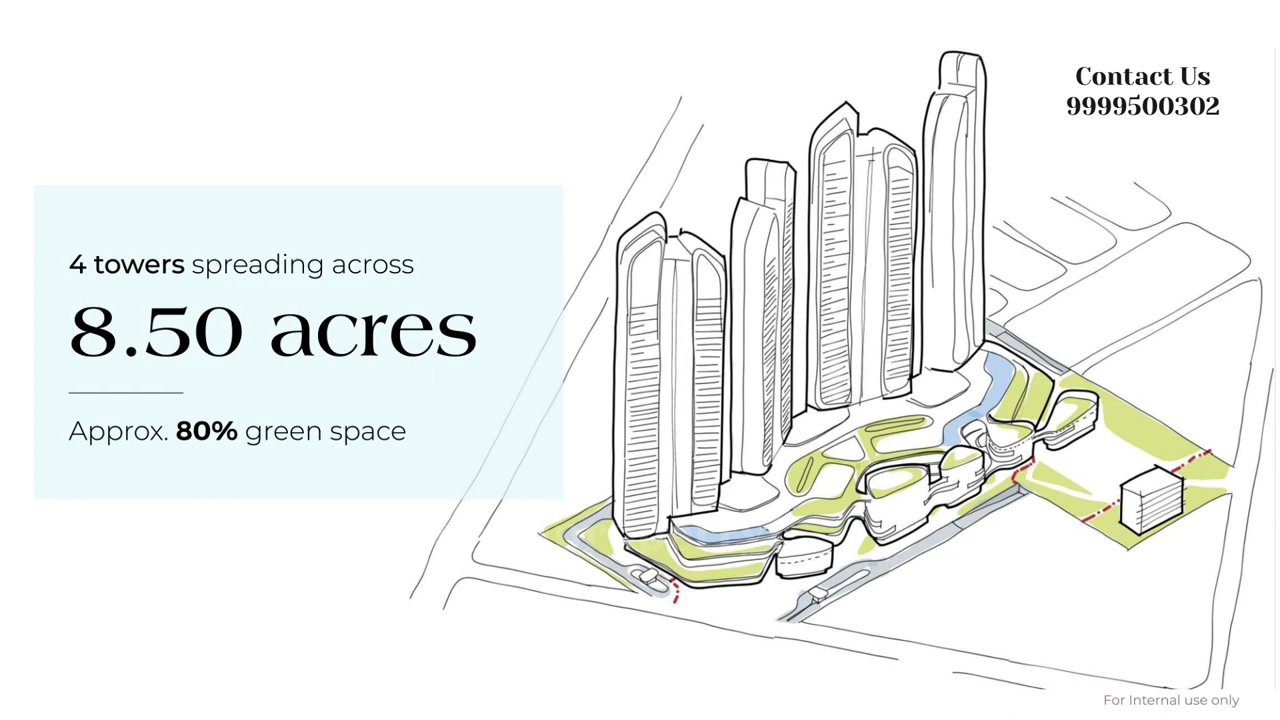 Contact Us
9999500302
4 towers spreading across
8.50 acres
Approx. 80% green space
For Internal use only